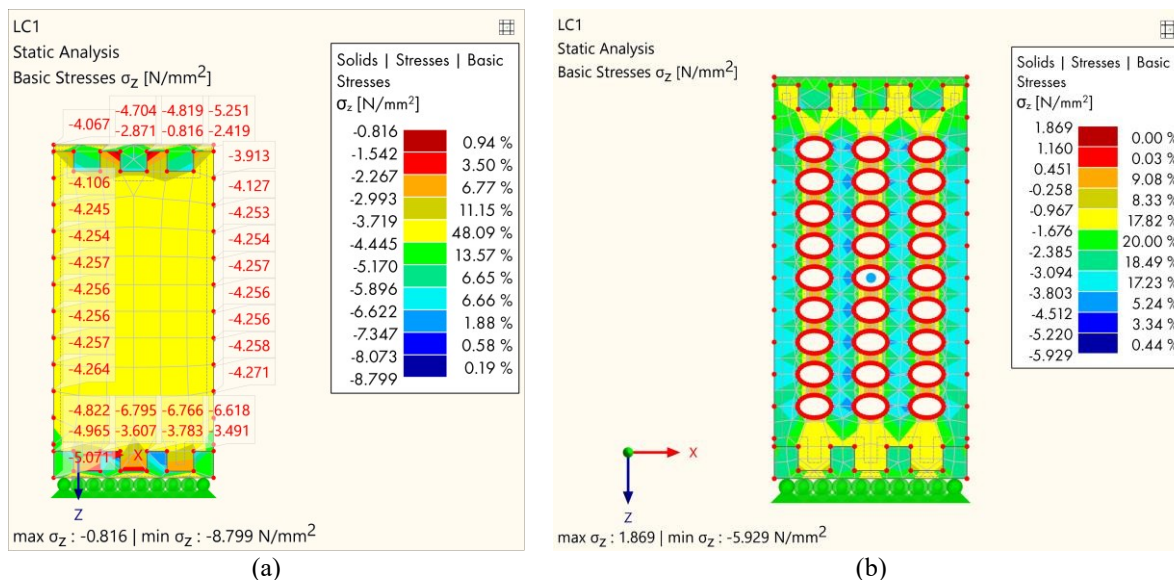 LC1
Static Analysis
Basic Stresses σz [N/mm²]
Solids | Stresses | Basic
Stresses
σz [N/mm²]
-0.816
-1.542
-2.267
-2.993
-3.719
-4.445
-5.170
-5.896
-6.622
-7.347
-8.073
-8.799
0.94 %
3.50 %
6.77 %
11.15 %
48.09 %
13.57 %
6.65 %
6.66 %
1.88 %
0.58 %
0.19 %
-4.067 -4.704 -4.819 -5.251
-2.871 -0.816 -2.419
-3.913
-4.106 -4.127
-4.245 -4.253
-4.254 -4.254
-4.257 -4.257
-4.256 -4.256
-4.256 -4.256
-4.257 -4.258
-4.264 -4.271
-4.822 -6.795 -6.766 -6.618
-4.965 -3.607 -3.783 -3.491
-5.071
X
Z
max σz : -0.816 | min σz : -8.799 N/mm²
(a)
LC1
Static Analysis
Basic Stresses σz [N/mm²]
Solids | Stresses | Basic
Stresses
σz [N/mm²]
1.869
1.160
0.451
-0.258
-0.967
-1.676
-2.385
-3.094
-3.803
-4.512
-5.220
-5.929
0.00 %
0.03 %
9.08 %
8.33 %
17.82 %
20.00 %
18.49 %
17.23 %
5.24 %
3.34 %
0.44 %
X
Z
max σz : 1.869 | min σz : -5.929 N/mm²
(b)